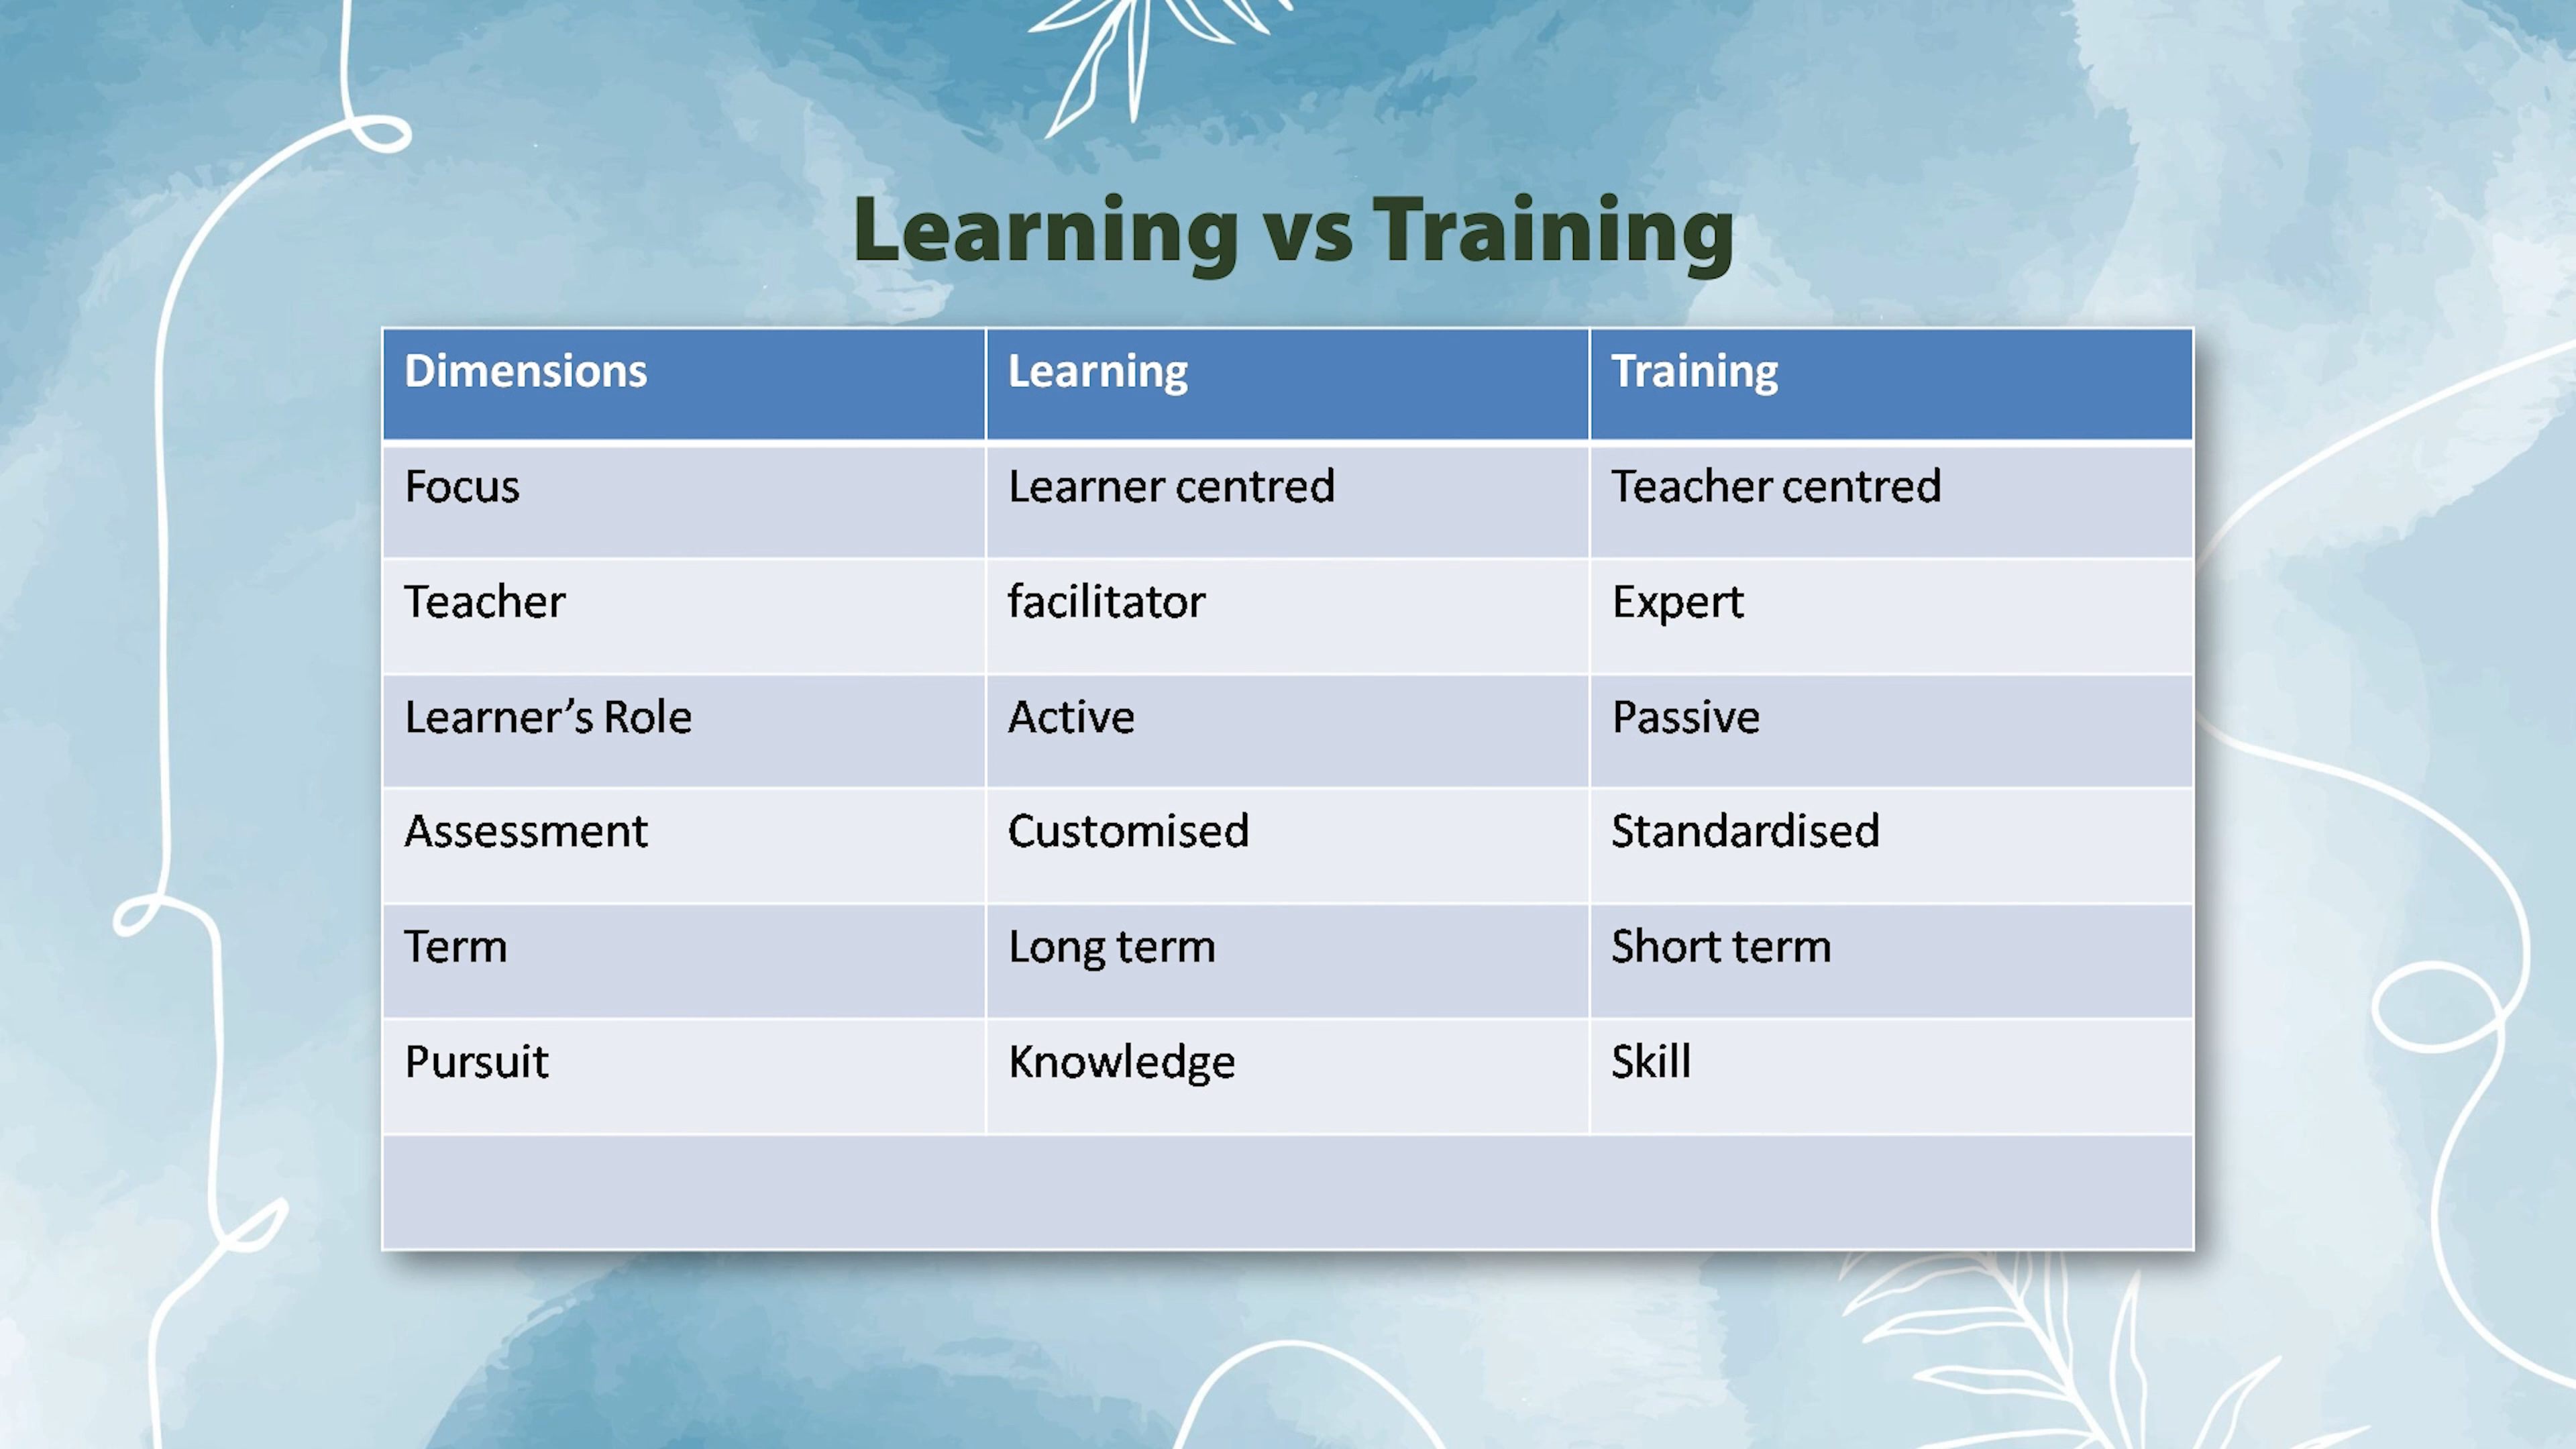 Learning vs Training
Dimensions Learning Training
Focus Learner centred Teacher centred
Teacher facilitator Expert
Learner’s Role Active Passive
Assessment Customised Standardised
Term Long term Short term
Pursuit Knowledge Skill